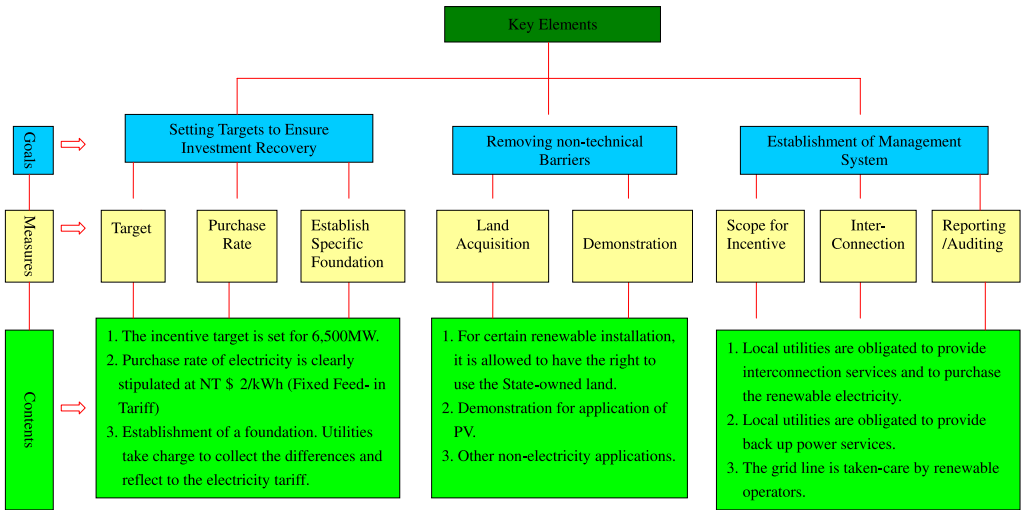 Key Elements
Goals
Setting Targets to Ensure
Investment Recovery
Removing non-technical
Barriers
Establishment of Management
System
Measures
Target
Purchase
Rate
Establish
Specific
Foundation
Land
Acquisition
Demonstration
Scope for
Incentive
Inter-
Connection
Reporting
/Auditing
Contents
1. The incentive target is set for 6,500MW.
2. Purchase rate of electricity is clearly
stipulated at NT $ 2/kWh (Fixed Feed- in
Tariff)
3. Establishment of a foundation. Utilities
take charge to collect the differences and
reflect to the electricity tariff.
1. For certain renewable installation,
it is allowed to have the right to
use the State-owned land.
2. Demonstration for application of
PV.
3. Other non-electricity applications.
1. Local utilities are obligated to provide
interconnection services and to purchase
the renewable electricity.
2. Local utilities are obligated to provide
back up power services.
3. The grid line is taken-care by renewable
operators.